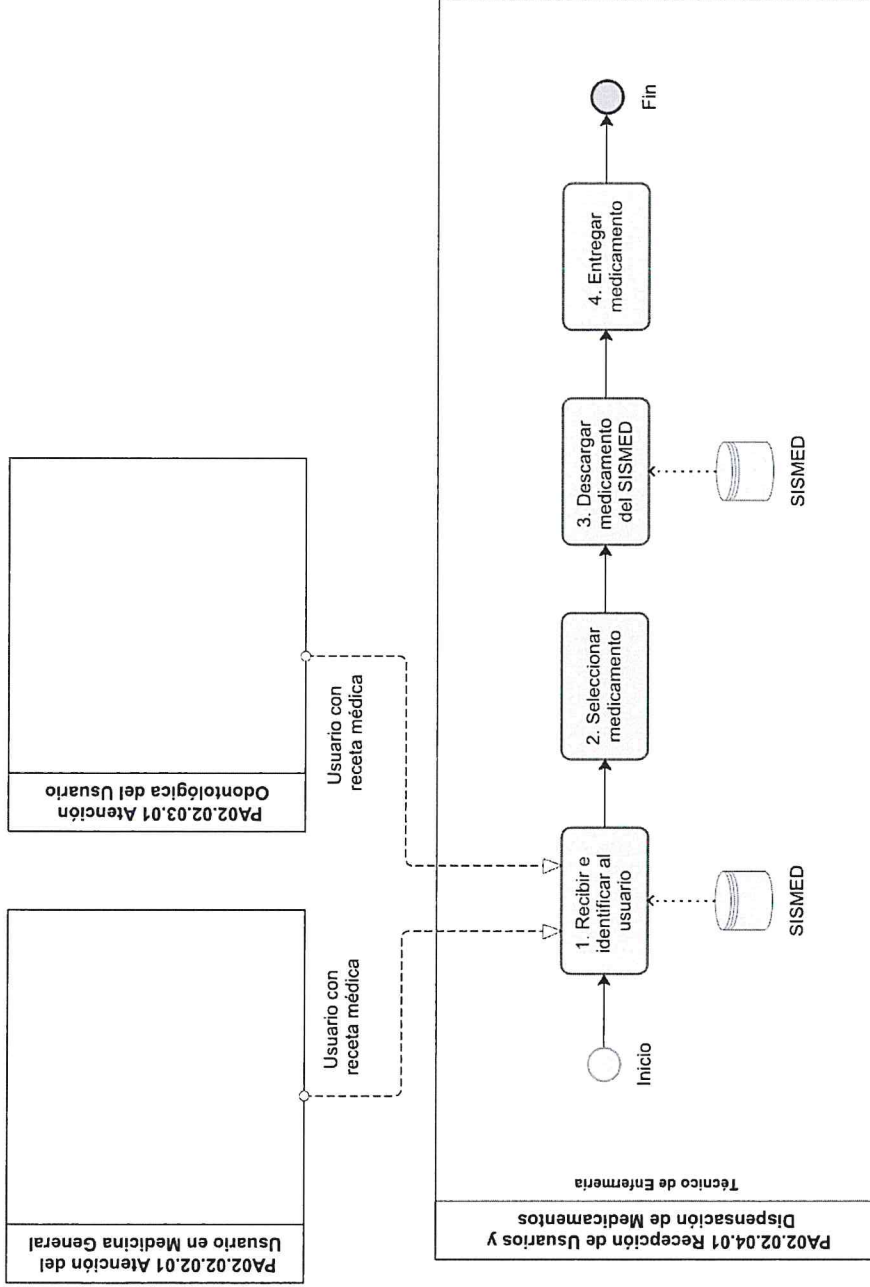 PA02.02.02.01 Atención del
Usuario en Medicina General
PA02.02.03.01 Atención
Odontológica del Usuario
Usuario con
receta médica
Usuario con
receta médica
PA02.02.04.01 Recepción de Usuarios y
Dispensación de Medicamentos
Técnico de Enfermería
Inicio
1. Recibir e
identificar al
usuario
SISMED
2. Seleccionar
medicamento
3. Descargar
medicamento
del SISMED
SISMED
4. Entregar
medicamento
Fin